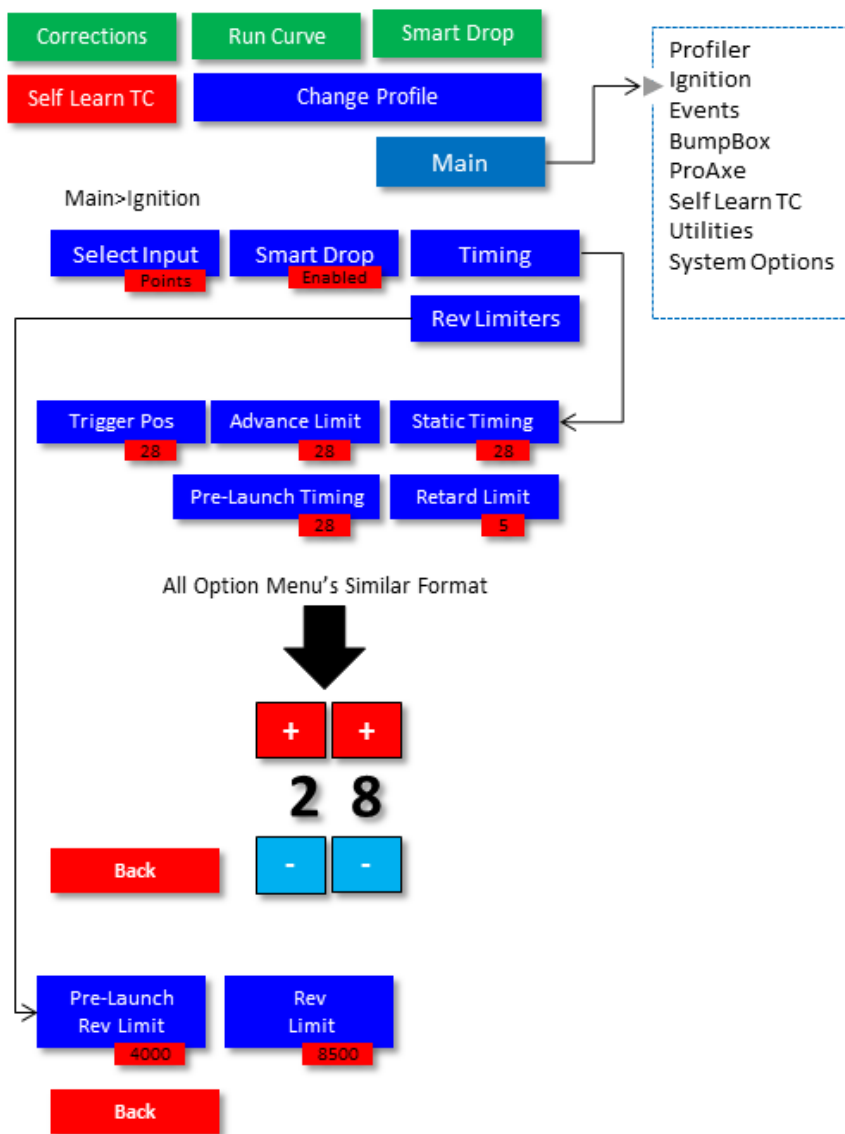 Corrections
Run Curve
Smart Drop
Self Learn TC
Change Profile
Main
Profiler
Ignition
Events
BumpBox
ProAxe
Self Learn TC
Utilities
System Options
Main>Ignition
Select Input
Points
Smart Drop
Enabled
Timing
Rev Limiters
Trigger Pos
28
Advance Limit
28
Static Timing
28
Pre-Launch Timing
28
Retard Limit
5
All Option Menu's Similar Format
+ +
2 8
- -
Back
Pre-Launch
Rev Limit
4000
Rev
Limit
8500
Back